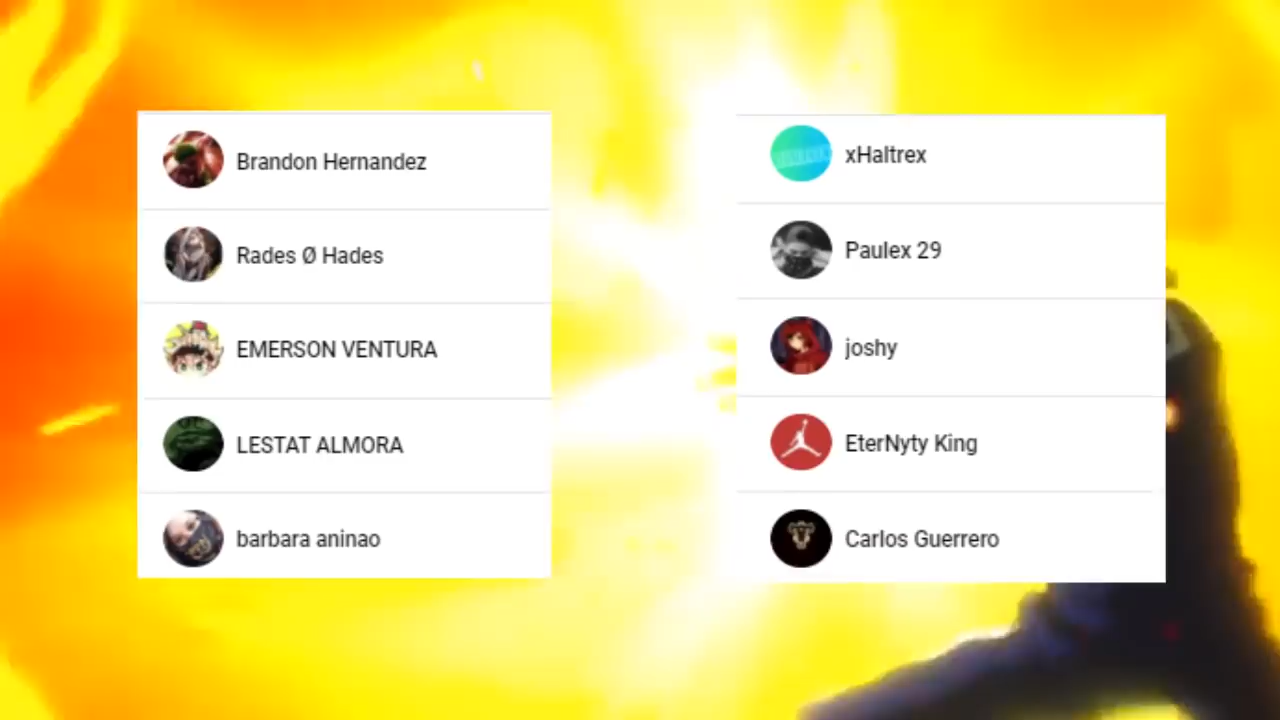 Brandon Hernandez
Rades Ø Hades
EMERSON VENTURA
LESTAT ALMORA
barbara aninao
xHaltrex
Paulex 29
joshy
EterNyty King
Carlos Guerrero